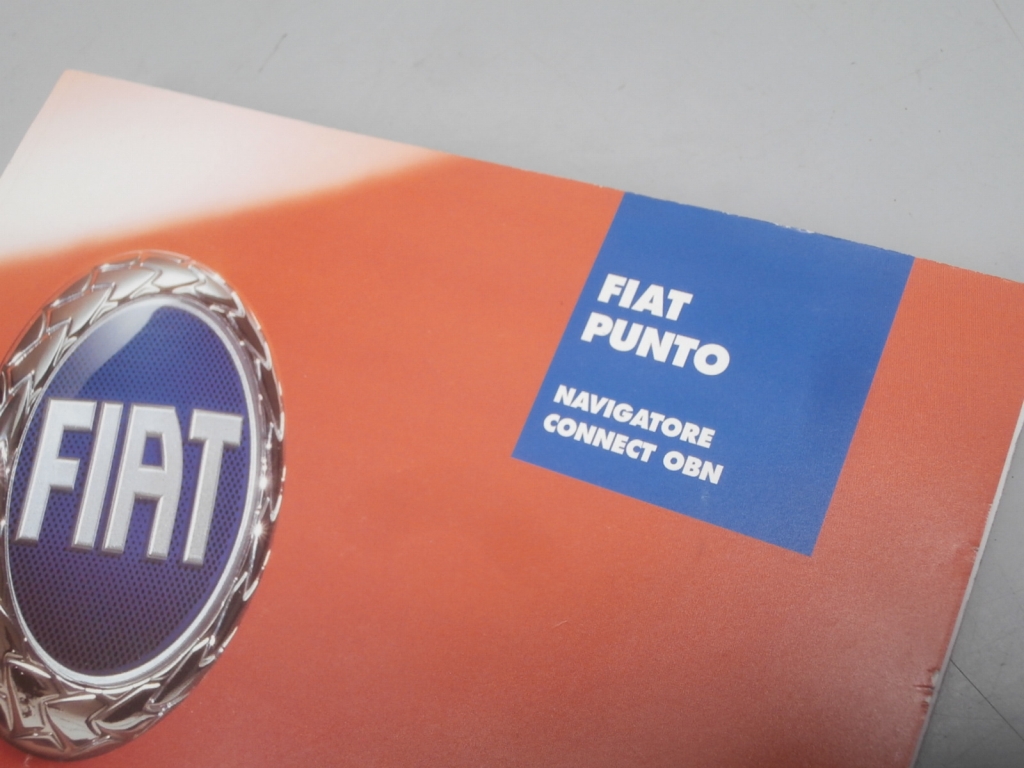 FIAT
FIAT
PUNTO
NAVIGATORE
CONNECT OBN